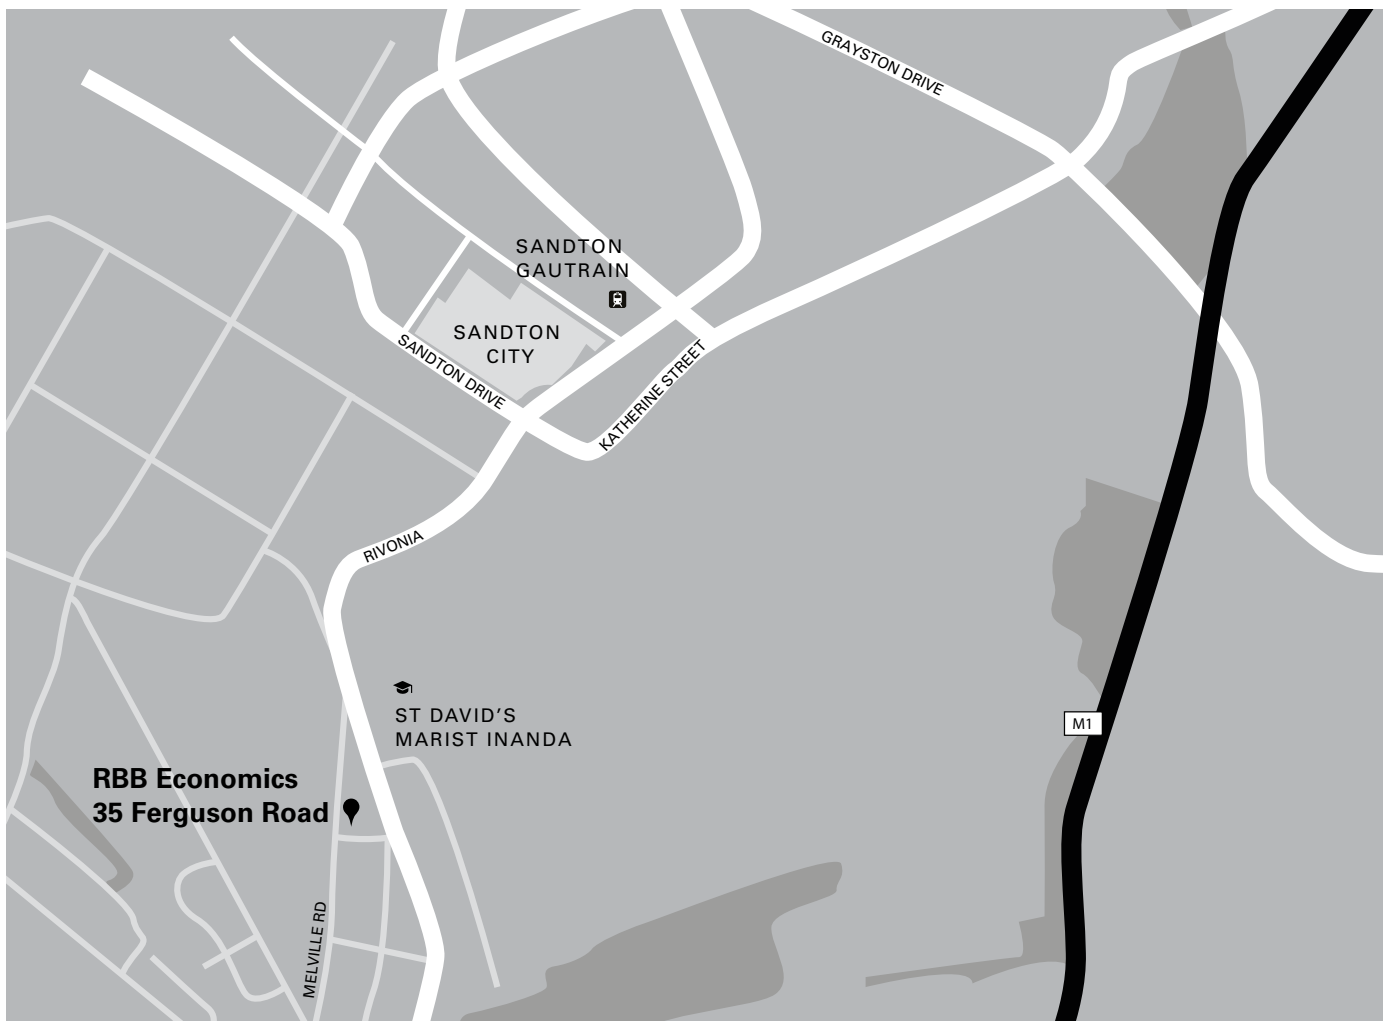 GRAYSTON DRIVE
SANDTON
GAUTRAIN
SANDTON
CITY
SANDTON DRIVE
KATHERINE STREET
RIVONIA
ST DAVID’S
MARIST INANDA
M1
RBB Economics
35 Ferguson Road
MELVILLE RD